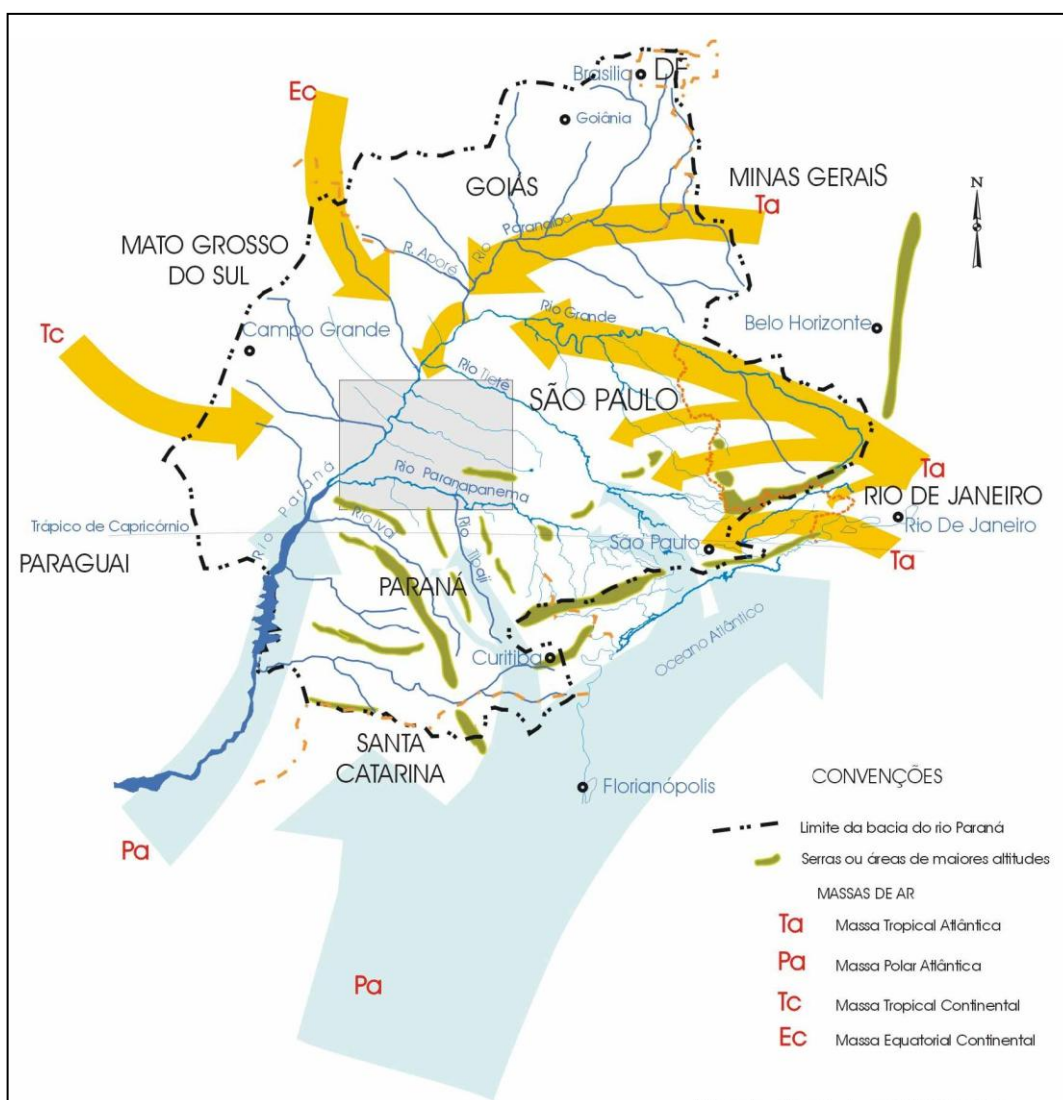 Brasília
DF
Ec
Goiânia
GOIÁS
MINAS GERAIS
Ta
N
MATO GROSSO
DO SUL
R. Aporé
Rio
Paranaíba
Campo Grande
Rio Grande
Belo Horizonte
Tc
Rio Tietê
SÃO PAULO
Rio Paranapanema
Ta
RIO DE JANEIRO
Rio De Janeiro
Trápico de Capricórnio
Rio Paraná
Rio Ivaí
Rio
São Pauto
Ta
PARAGUAI
PARANÁ
Curitiba
Oceano Atlântico
SANTA
CATARINA
Florianópolis
Pa
Pa
CONVENÇÕES
Limite da bacia do rio Paraná
Serras ou áreas de maiores altitudes
MASSAS DE AR
Ta Massa Tropical Atlântica
Pa Massa Polar Atlântica
Tc Massa Tropical Continental
Ec Massa Equatorial Continental